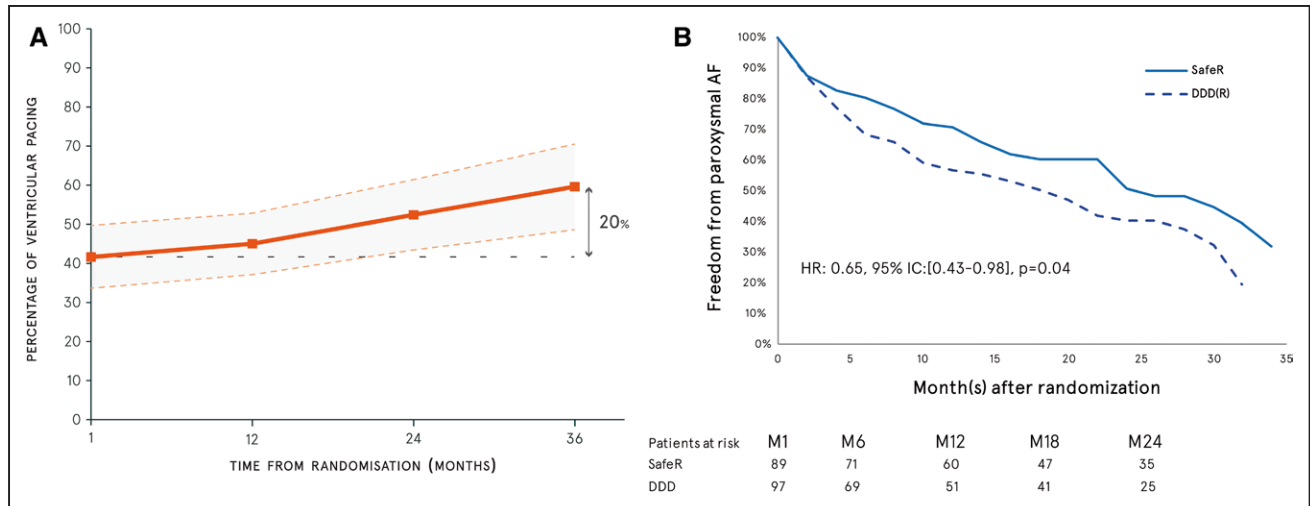 A
PERCENTAGE OF VENTRICULAR PACING
100
90
80
70
60
50
40
30
20
10
0
20%
1 12 24 36
TIME FROM RANDOMISATION (MONTHS)
B
Freedom from paroxysmal AF
100%
90%
80%
70%
60%
50%
40%
30%
20%
10%
0%
SafeR
DDD(R)
HR: 0.65, 95% IC:[0.43-0.98], p=0.04
0 5 10 15 20 25 30 35
Month(s) after randomization
Patients at risk M1 M6 M12 M18 M24
SafeR 89 71 60 47 35
DDD 97 69 51 41 25